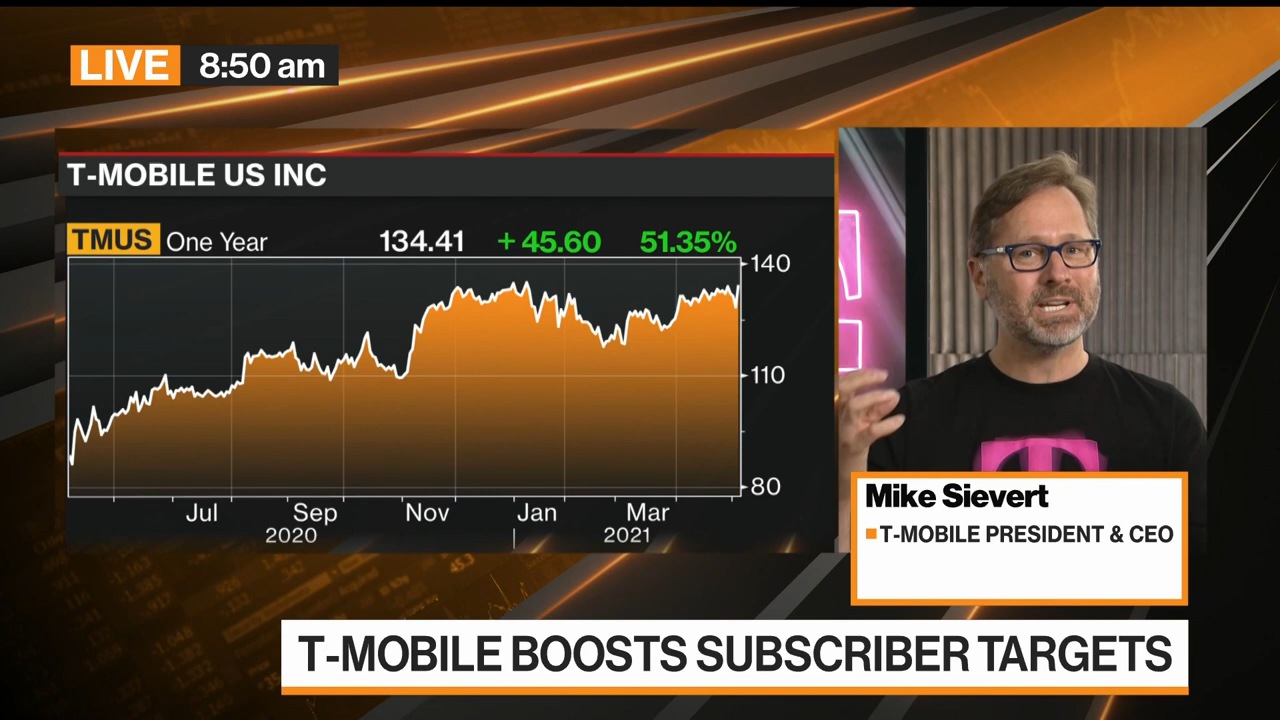 LIVE 8:50 am
T-MOBILE US INC
TMUS One Year 134.41 +45.60 51.35%
140
110
80
Jul Sep Nov Jan Mar
2020 2021
T
Mike Sievert
T-MOBILE PRESIDENT & CEO
T-MOBILE BOOSTS SUBSCRIBER TARGETS